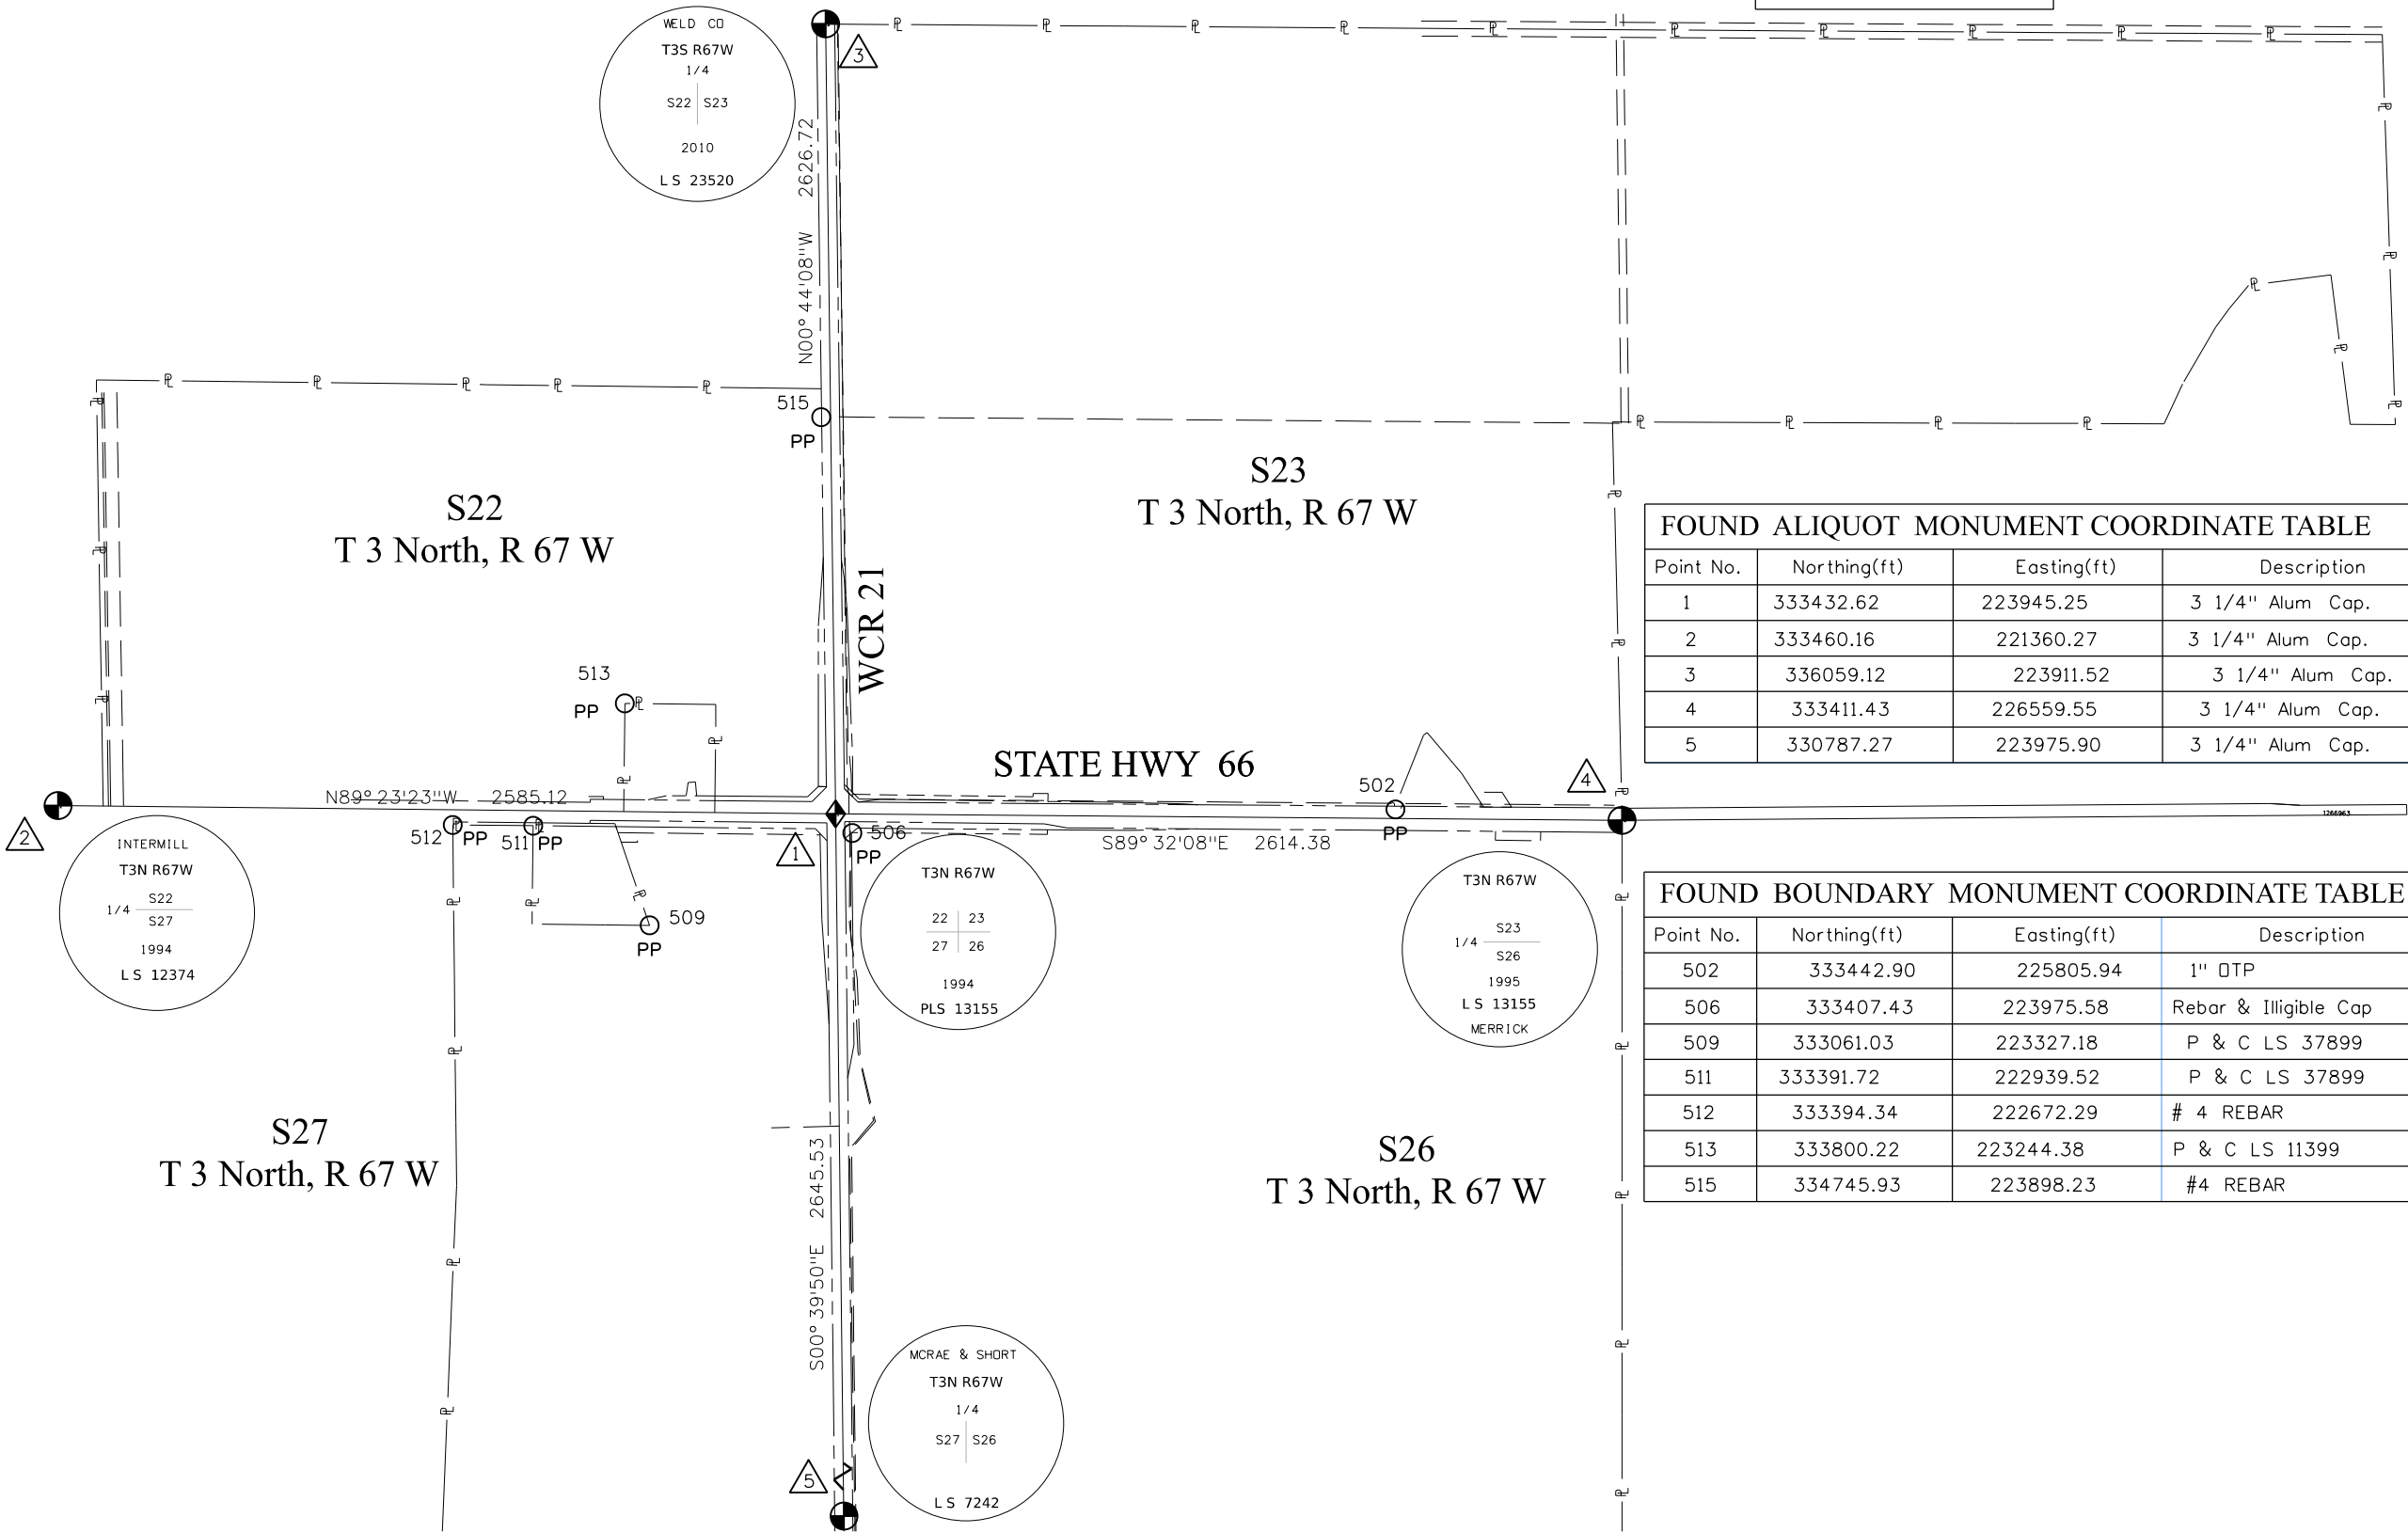 WELD CO
T3S R67W
1/4
S22 S23
2010
LS 23520
3
N00°44'08"W 2626.72
515
PP
S22
T 3 North, R 67 W
S23
T 3 North, R 67 W
WCR 21
513
PP
STATE HWY 66
502
PP
4
N89°23'23"W 2585.12
2
512 PP
511 PP
1
506
PP
S89°32'08"E 2614.38
1266963
INTERMILL
T3N R67W
1/4 S22
S27
1994
LS 12374
509
PP
T3N R67W
22 23
27 26
1994
PLS 13155
T3N R67W
S23
1/4
S26
1995
LS 13155
MERRICK
S27
T 3 North, R 67 W
S26
T 3 North, R 67 W
S00°39'50"E 2645.53
MCRAE & SHORT
T3N R67W
1/4
S27 S26
LS 7242
5
FOUND ALIQUOT MONUMENT COORDINATE TABLE
Point No. Northing(ft) Easting(ft) Description
1 333432.62 223945.25 3 1/4" Alum Cap.
2 333460.16 221360.27 3 1/4" Alum Cap.
3 336059.12 223911.52 3 1/4" Alum Cap.
4 333411.43 226559.55 3 1/4" Alum Cap.
5 330787.27 223975.90 3 1/4" Alum Cap.
FOUND BOUNDARY MONUMENT COORDINATE TABLE
Point No. Northing(ft) Easting(ft) Description
502 333442.90 225805.94 1" OTP
506 333407.43 223975.58 Rebar & Illigible Cap
509 333061.03 223327.18 P & C LS 37899
511 333391.72 222939.52 P & C LS 37899
512 333394.34 222672.29 # 4 REBAR
513 333800.22 223244.38 P & C LS 11399
515 334745.93 223898.23 #4 REBAR